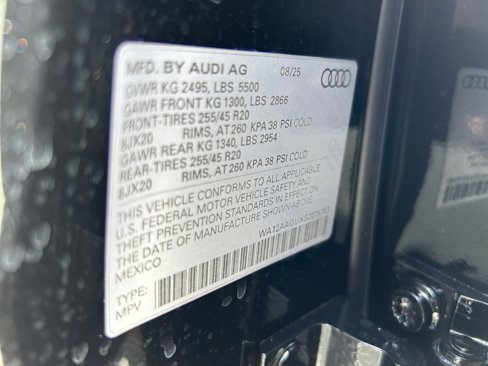 MFD. BY AUDI AG 08/25
GVWR KG 2495, LBS 5500
GAWR FRONT KG 1300, LBS 2866
FRONT-TIRES 255/45 R20
8JX20 RIMS, AT 260 KPA 38 PSI COLD
GAWR REAR KG 1340, LBS 2954
REAR-TIRES 255/45 R20
8JX20 RIMS, AT 260 KPA 38 PSI COLD
THIS VEHICLE CONFORMS TO ALL APPLICABLE
U.S. FEDERAL MOTOR VEHICLE SAFETY AND
THEFT PREVENTION STANDARDS IN EFFECT ON
THE DATE OF MANUFACTURE SHOWN ABOVE.
MEXICO
TYPE:
MPV